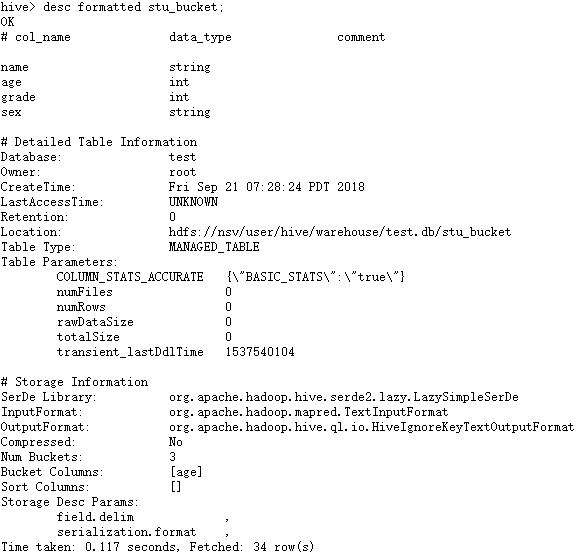 hive> desc formatted stu_bucket;
OK
# col_name data_type comment
name string
age int
grade int
sex string
# Detailed Table Information
Database: test
Owner: root
CreateTime: Fri Sep 21 07:28:24 PDT 2018
LastAccessTime: UNKNOWN
Retention: 0
Location: hdfs://nsv/user/hive/warehouse/test.db/stu_bucket
Table Type: MANAGED_TABLE
Table Parameters:
COLUMN_STATS_ACCURATE {\"BASIC_STATS\":\"true\"}
numFiles 0
numRows 0
rawDataSize 0
totalSize 0
transient_lastDdlTime 1537540104
# Storage Information
SerDe Library: org.apache.hadoop.hive.serde2.lazy.LazySimpleSerDe
InputFormat: org.apache.hadoop.mapred.TextInputFormat
OutputFormat: org.apache.hadoop.hive.ql.io.HiveIgnoreKeyTextOutputFormat
Compressed: No
Num Buckets: 3
Bucket Columns: [age]
Sort Columns: []
Storage Desc Params:
field.delim ,
serialization.format ,
Time taken: 0.117 seconds, Fetched: 34 row(s)